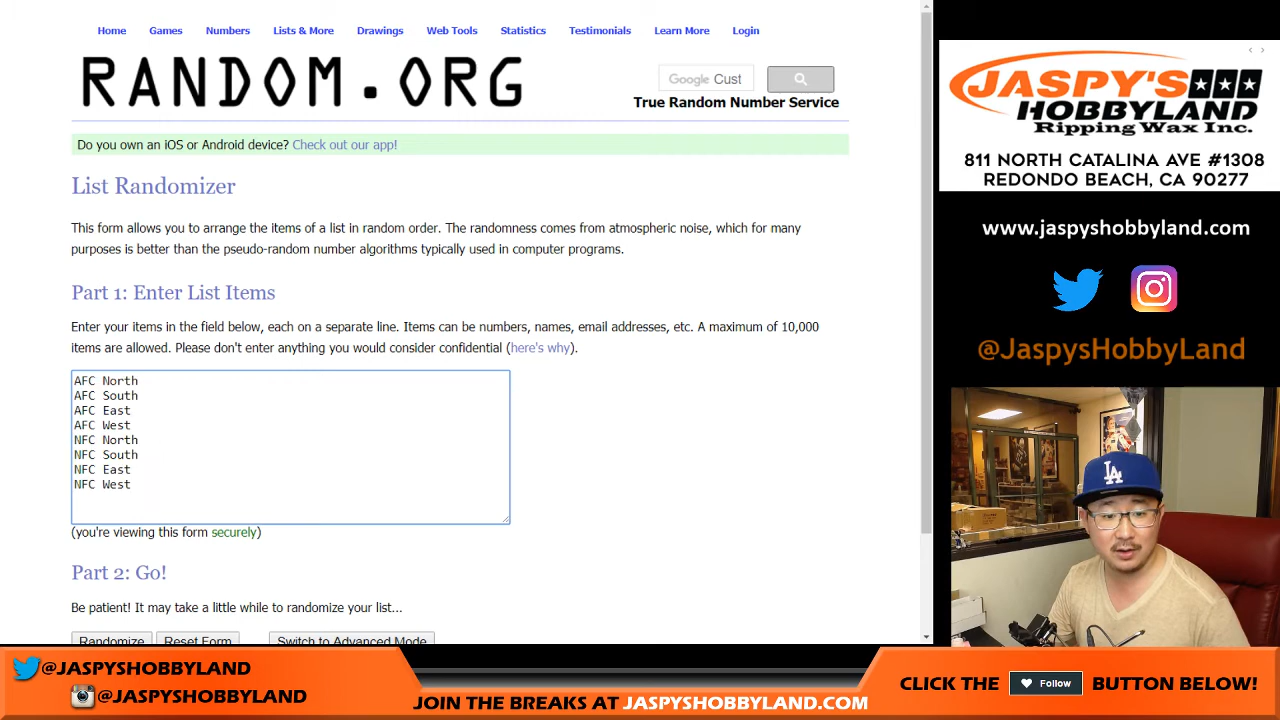 Home Games Numbers Lists & More Drawings Web Tools Statistics Testimonials Learn More Login
RANDOM.ORG
Google Cust
True Random Number Service
Do you own an iOS or Android device? Check out our app!
List Randomizer
This form allows you to arrange the items of a list in random order. The randomness comes from atmospheric noise, which for many
purposes is better than the pseudo-random number algorithms typically used in computer programs.
Part 1: Enter List Items
Enter your items in the field below, each on a separate line. Items can be numbers, names, email addresses, etc. A maximum of 10,000
items are allowed. Please don't enter anything you would consider confidential (here's why).
AFC North
AFC South
AFC East
AFC West
NFC North
NFC South
NFC East
NFC West
(you're viewing this form securely)
Part 2: Go!
Be patient! It may take a little while to randomize your list...
Randomize Reset Form Switch to Advanced Mode
JASPY'S
HOBBYLAND
Ripping Wax Inc.
811 NORTH CATALINA AVE #1308
REDONDO BEACH, CA 90277
www.jaspyshobbyland.com
@JaspysHobbyLand
LA
@JASPYSHOBBYLAND
@JASPYSHOBBYLAND
JOIN THE BREAKS AT JASPYSHOBBYLAND.COM
CLICK THE Follow BUTTON BELOW!